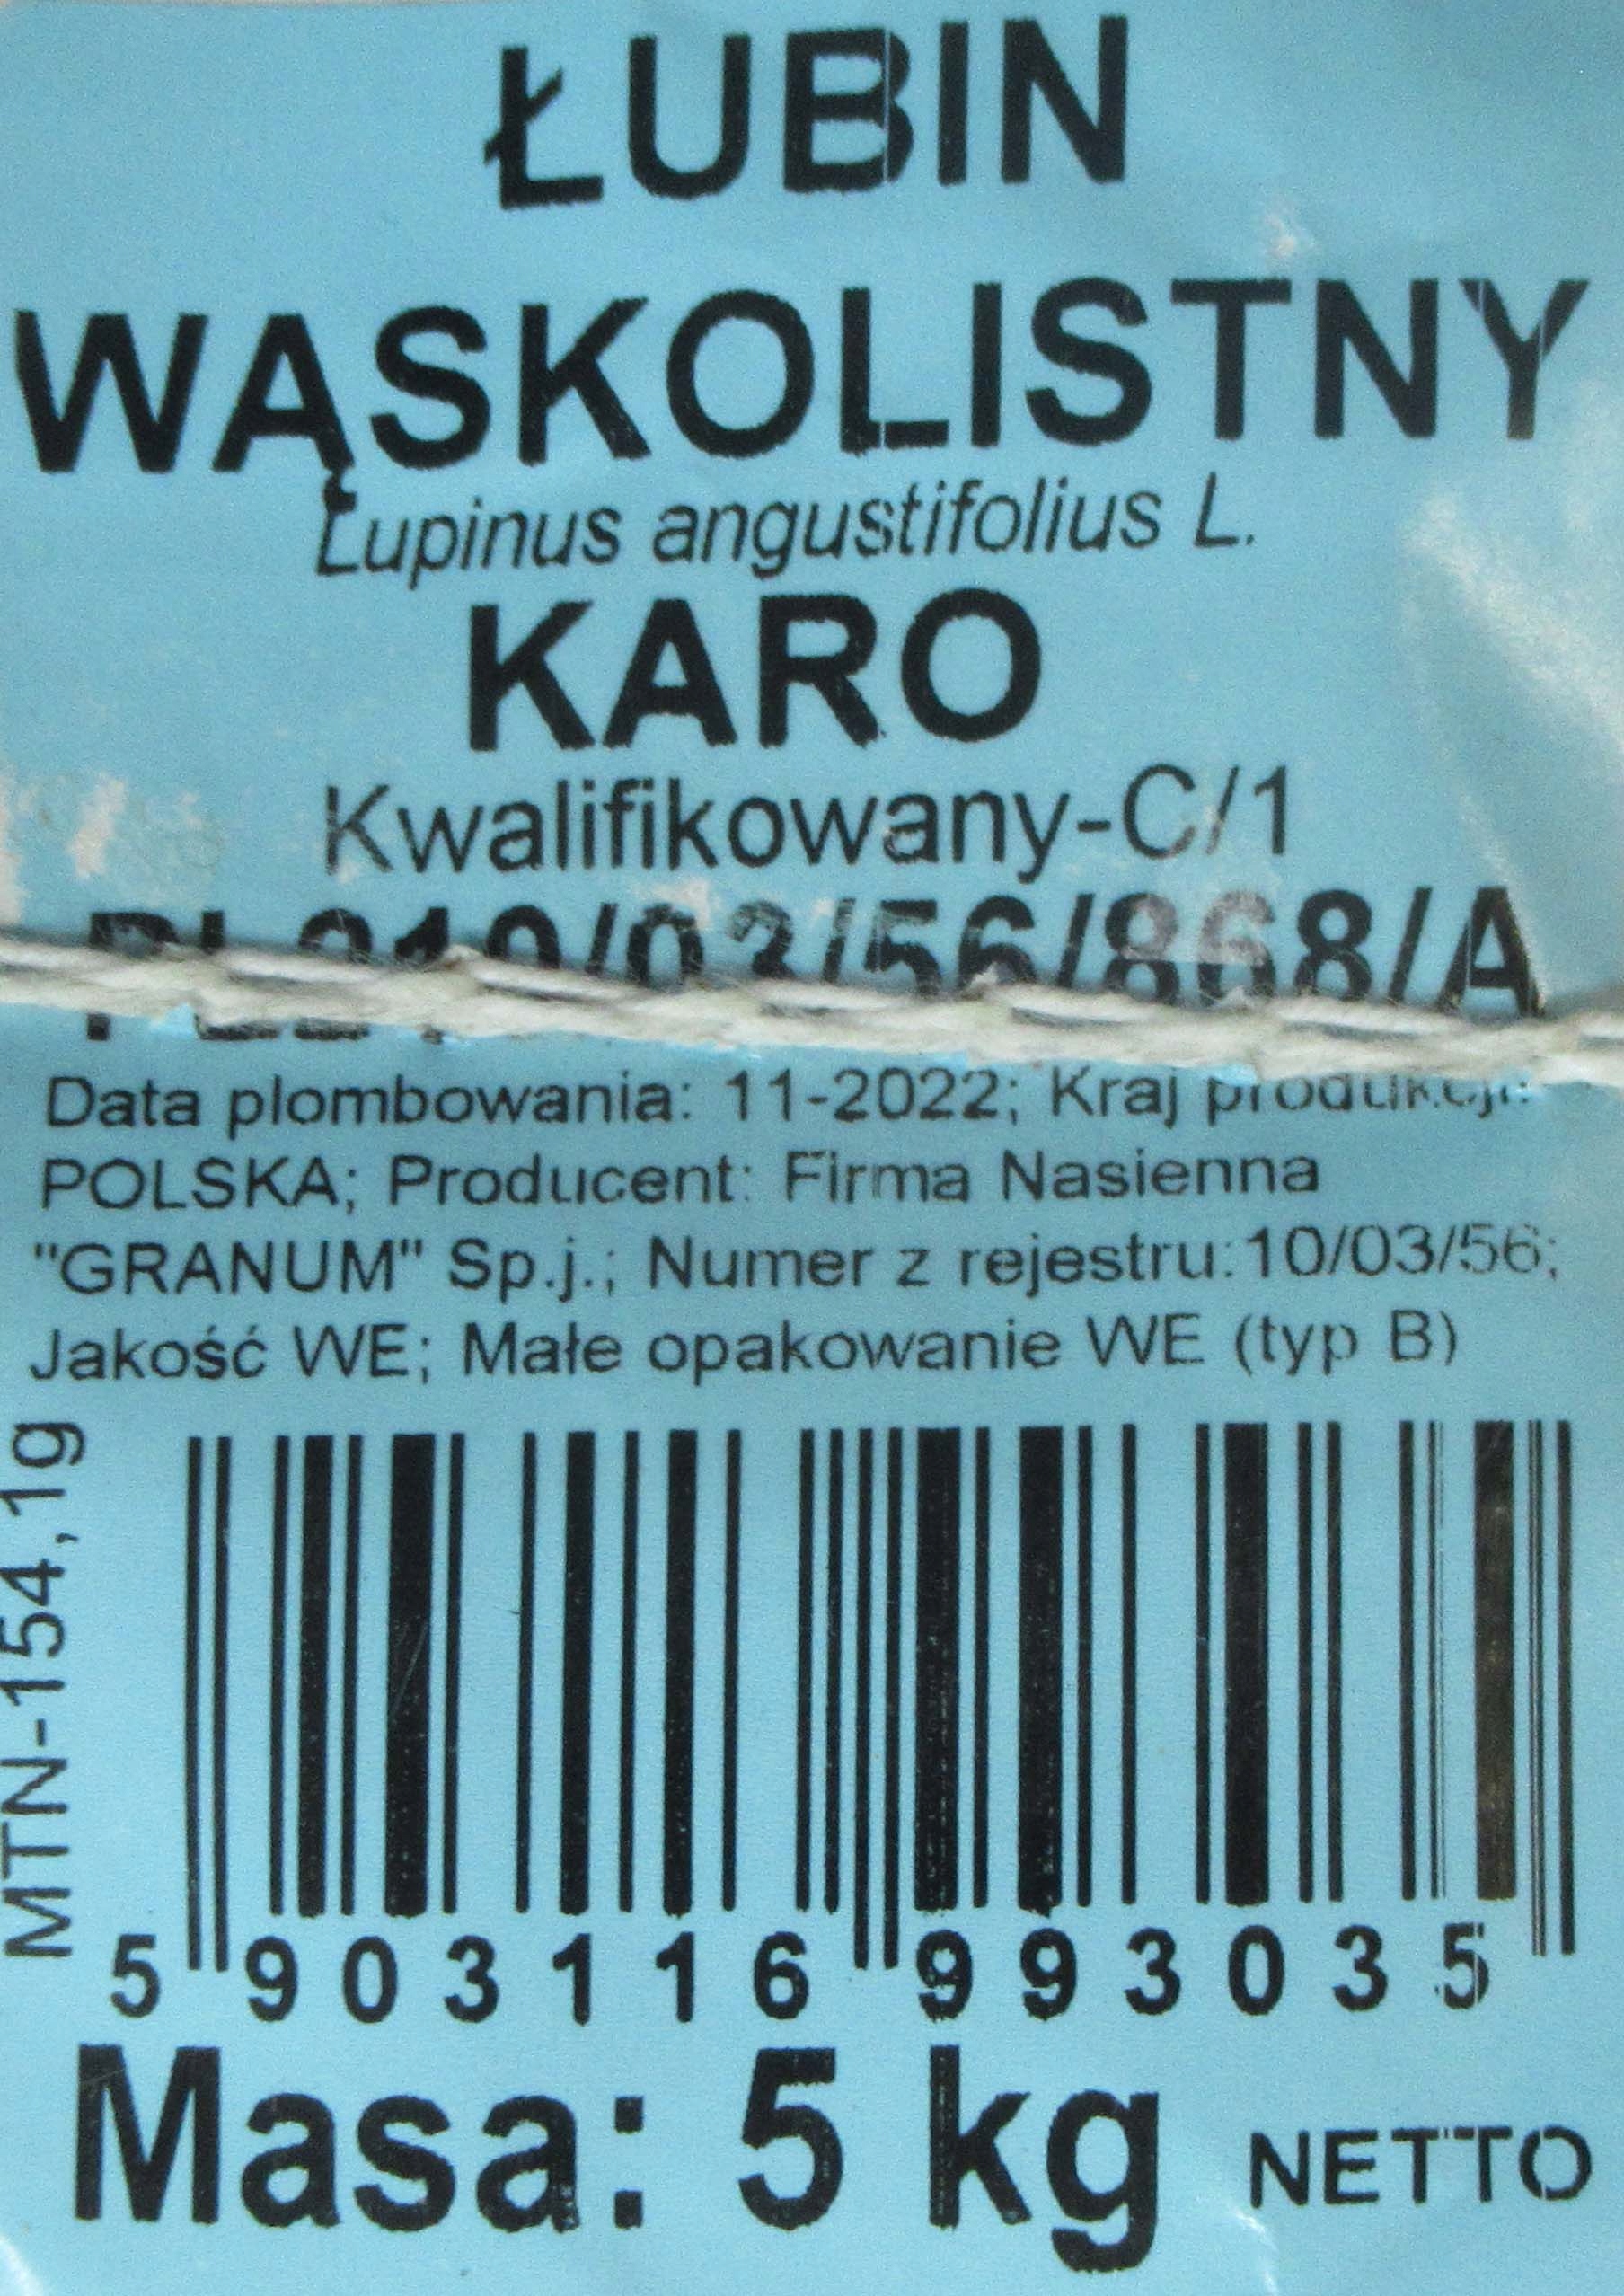 ŁUBIN
WĄSKOLISTNY
Lupinus angustifolius L.
KARO
Kwalifikowany-C/1
Data plombowania: 11-2022; Kraj produkcji:
POLSKA; Producent: Firma Nasienna
"GRANUM" Sp.j.; Numer z rejestru:10/03/56;
Jakość WE; Małe opakowanie WE (typ B)
MTN-154,1g
5 903116 993035
Masa: 5 kg NETTO